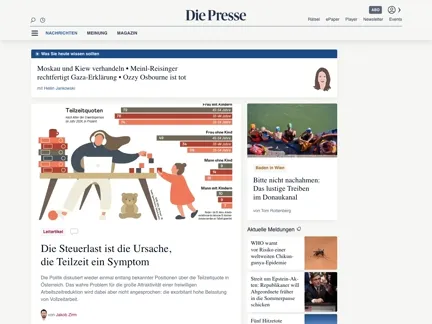 Die Presse
ABO
Rätsel ePaper Player Newsletter Events
NACHRICHTEN MEINUNG MAGAZIN
Was Sie heute wissen sollten
Moskau und Kiew verhandeln • Meinl-Reisinger
rechtfertigt Gaza-Erklärung • Ozzy Osbourne ist tot
mit Helen Jankowski
Teilzeitquoten
Frau mit Kindern
Frau ohne Kind
Mann ohne Kind
Mann mit Kindern
Leitartikel
Die Steuerlast ist die Ursache,
die Teilzeit ein Symptom
Die Politik diskutiert wieder einmal entlang bekannter Positionen über die Teilzeitquote in
Österreich. Das wahre Problem für die große Attraktivität einer freiwilligen
Arbeitszeitreduktion wird dabei aber nicht angesprochen: die exorbitant hohe Belastung
von Vollzeitarbeit.
von Jakob Zirm
Baden in Wien
Bitte nicht nachahmen:
Das lustige Treiben
im Donaukanal
von Tom Rottenberg
Aktuelle Meldungen
WHO warnt
vor Risiko einer
weltweiten Chikun-
gunya-Epidemie
Streit um Epstein-Ak-
ten: Republikaner will
Abgeordnete früher
in die Sommerpause
schicken
Fünf Hitzetote